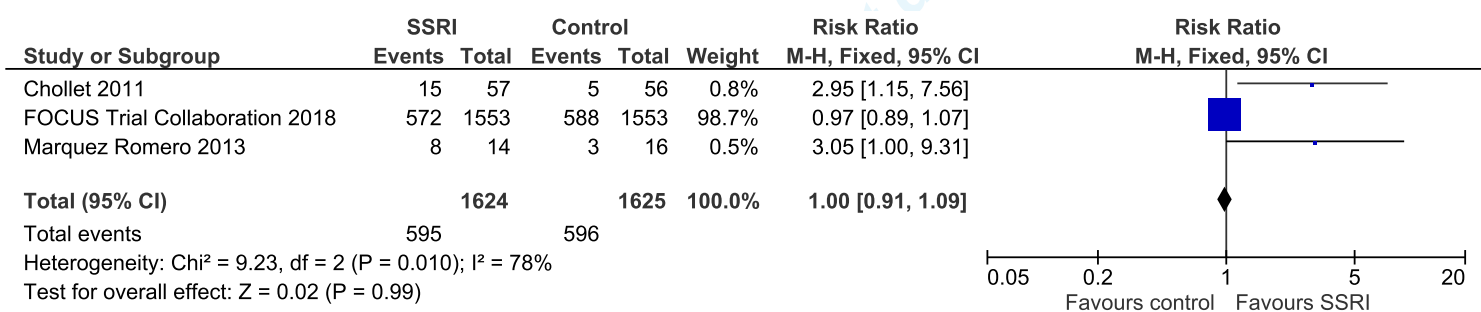 SSRI Control Risk Ratio Risk Ratio
Study or Subgroup Events Total Events Total Weight M-H, Fixed, 95% CI M-H, Fixed, 95% CI
Chollet 2011 15 57 5 56 0.8% 2.95 [1.15, 7.56]
FOCUS Trial Collaboration 2018 572 1553 588 1553 98.7% 0.97 [0.89, 1.07]
Marquez Romero 2013 8 14 3 16 0.5% 3.05 [1.00, 9.31]
Total (95% CI) 1624 1625 100.0% 1.00 [0.91, 1.09]
Total events 595 596
Heterogeneity: Chi² = 9.23, df = 2 (P = 0.010); I² = 78%
Test for overall effect: Z = 0.02 (P = 0.99)
0.05 0.2 1 5 20
Favours control Favours SSRI